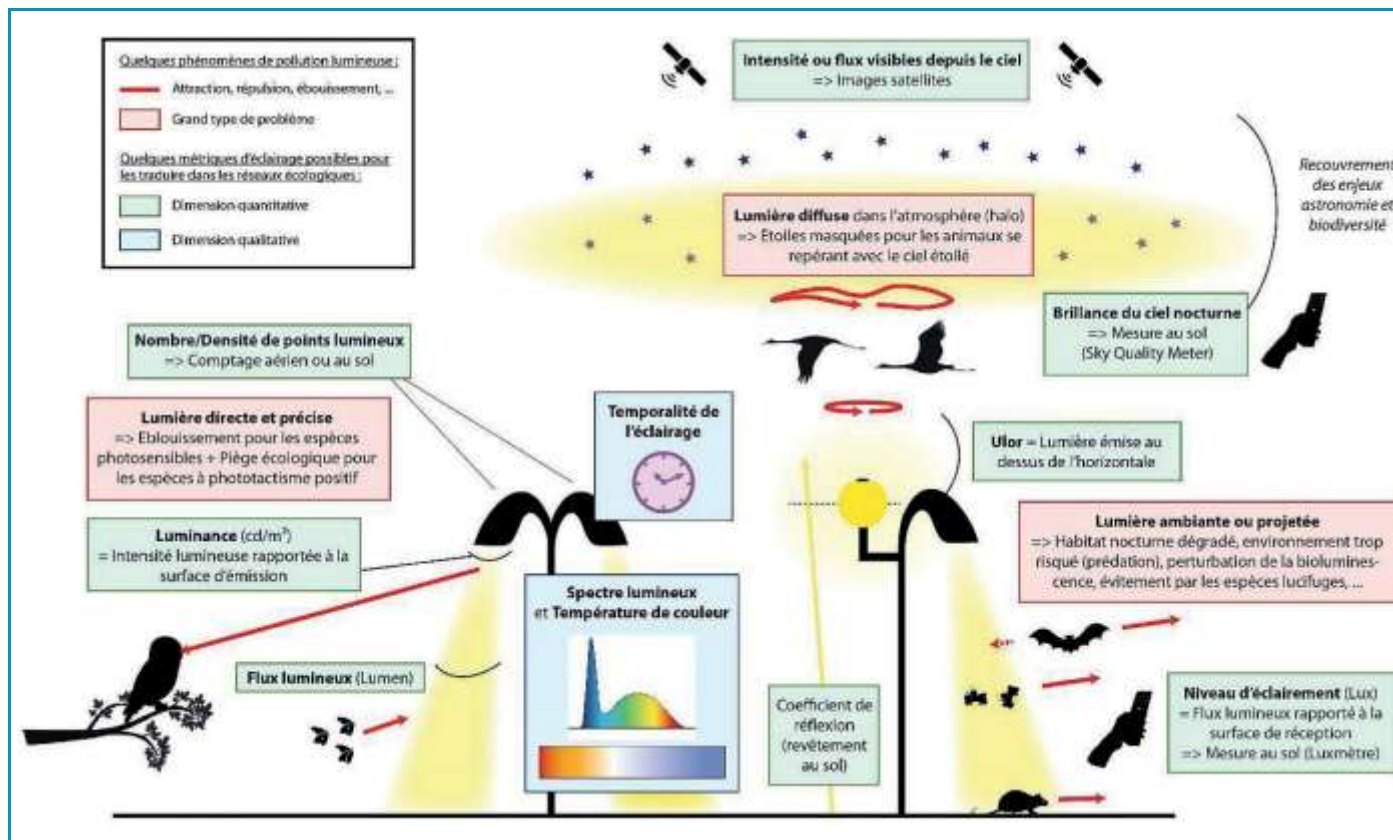 Quelques phénomènes de pollution lumineuse :
Attraction, répulsion, ébouissement, ...
Grand type de problème
Quelques métriques d'éclairage possibles pour
les traduire dans les réseaux écologiques :
Dimension quantitative
Dimension qualitative
Intensité ou flux visibles depuis le ciel
=> Images satellites
Recouvrement
des enjeux
astronomie et
biodiversité
Lumière diffuse dans l'atmosphère (halo)
=> Etoiles masquées pour les animaux se
repérant avec le ciel étoilé
Brillance du ciel nocturne
=> Mesure au sol
(Sky Quality Meter)
Nombre/Densité de points lumineux
=> Comptage aérien ou au sol
Lumière directe et précise
=> Eblouissement pour les espèces
photosensibles + Piège écologique pour
les espèces à phototactisme positif
Temporalité de
l'éclairage
Ulor = Lumière émise au
dessus de l'horizontale
Luminance (cd/m²)
= Intensité lumineuse rapportée à la
surface d'émission
Lumière ambiante ou projetée
=> Habitat nocturne dégradé, environnement trop
risqué (prédation), perturbation de la biolumines-
cence, évitement par les espèces lucifuges, ...
Spectre lumineux
et Température de couleur
Flux lumineux (Lumen)
Coefficient de
réflexion
(revêtement
au sol)
Niveau d'éclairement (Lux)
= Flux lumineux rapporté à la
surface de réception
=> Mesure au sol (Luxmètre)